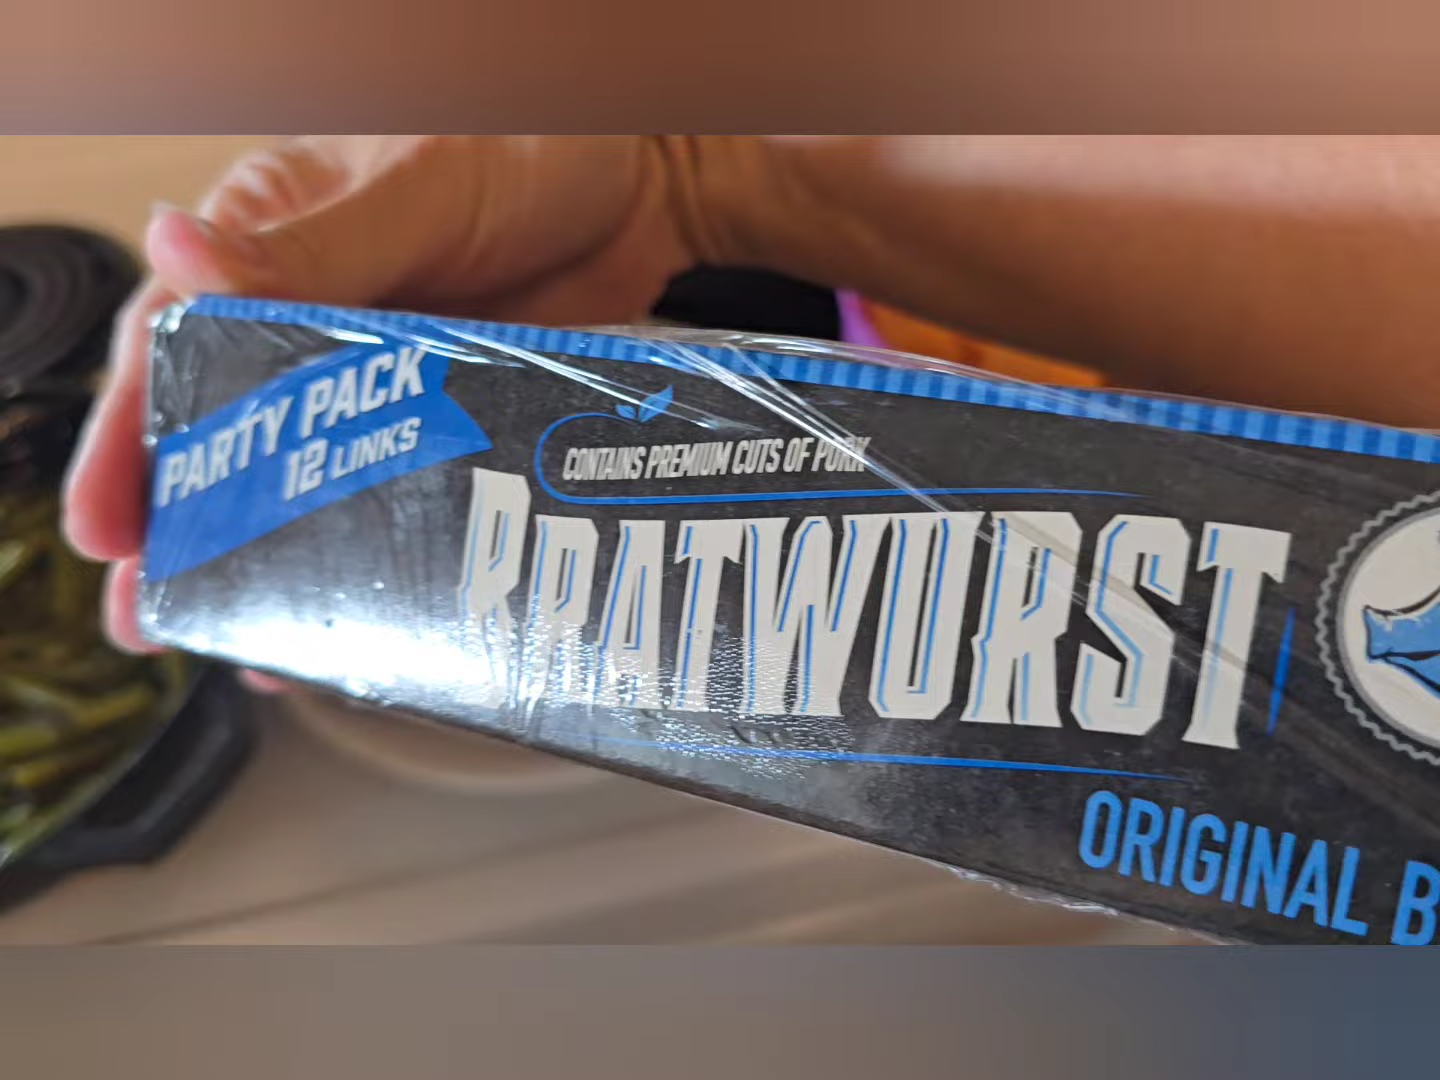 PARTY PACK
12 LINKS
CONTAINS PREMIUM CUTS OF PORK
BRATWURST
ORIGINAL